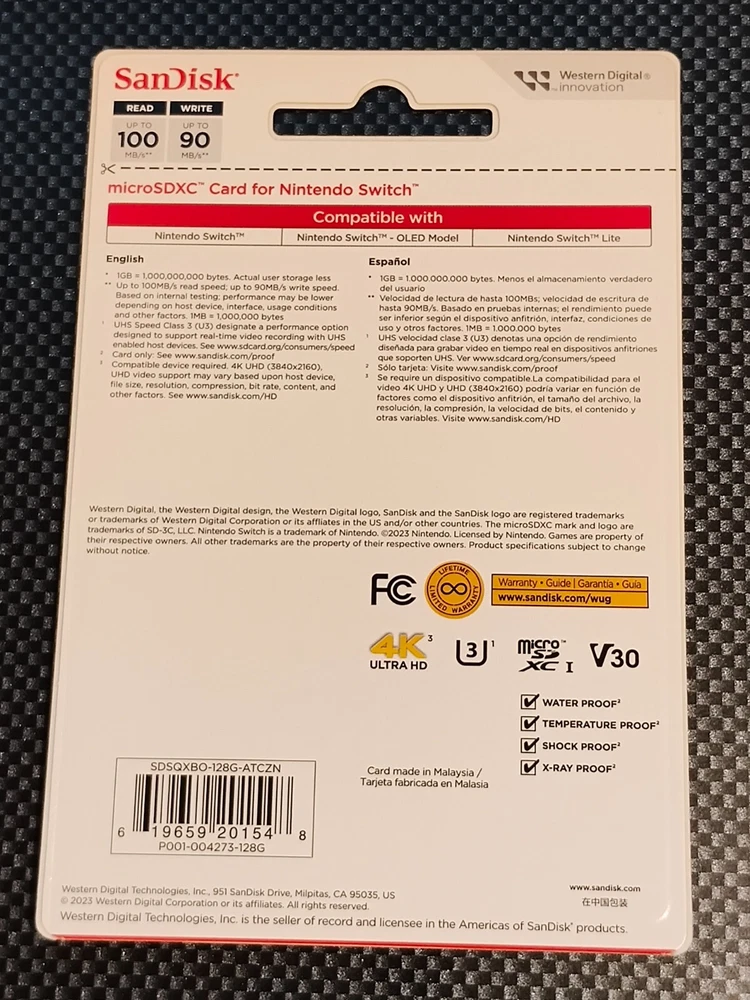 SanDisk®
Western Digital®
innovation
READ
WRITE
UP TO
100
MB/s**
UP TO
90
MB/s**
microSDXC™ Card for Nintendo Switch™
Compatible with
Nintendo Switch™
Nintendo Switch™ - OLED Model
Nintendo Switch™ Lite
English
* 1GB = 1,000,000,000 bytes. Actual user storage less
** Up to 100MB/s read speed; up to 90MB/s write speed.
Based on internal testing; performance may be lower
depending on host device, interface, usage conditions
and other factors. 1MB = 1,000,000 bytes
¹ UHS Speed Class 3 (U3) designate a performance option
designed to support real-time video recording with UHS
enabled host devices. See www.sdcard.org/consumers/speed
² Card only: See www.sandisk.com/proof
³ Compatible device required. 4K UHD (3840x2160),
UHD video support may vary based upon host device,
file size, resolution, compression, bit rate, content, and
other factors. See www.sandisk.com/HD
Español
* 1GB = 1.000.000.000 bytes. Menos el almacenamiento verdadero
del usuario
** Velocidad de lectura de hasta 100MBs; velocidad de escritura de
hasta 90MB/s. Basado en pruebas internas; el rendimiento puede
ser inferior según el dispositivo anfitrión, interfaz, condiciones de
uso y otros factores. 1MB = 1.000.000 bytes
¹ UHS velocidad clase 3 (U3) denotas una opción de rendimiento
diseñada para grabar video en tiempo real en dispositivos anfitriones
que soporten UHS. Ver www.sdcard.org/consumers/speed
² Sólo tarjeta: Visite www.sandisk.com/proof
³ Se require un dispositivo compatible.La compatibilidad para el
video 4K UHD y UHD (3840x2160) podría variar en función de
factores como el dispositivo anfitrión, el tamaño del archivo, la
resolución, la compresión, la velocidad de bits, el contenido y
otras variables. Visite www.sandisk.com/HD
Western Digital, the Western Digital design, the Western Digital logo, SanDisk and the SanDisk logo are registered trademarks
or trademarks of Western Digital Corporation or its affliates in the US and/or other countries. The microSDXC mark and logo are
trademarks of SD-3C, LLC. Nintendo Switch is a trademark of Nintendo. ©2023 Nintendo. Licensed by Nintendo. Games are property of
their respective owners. All other trademarks are the property of their respective owners. Product specifications subject to change
without notice.
FC
LIFETIME
LIMITED WARRANTY
Warranty • Guide | Garantía • Guía
www.sandisk.com/wug
4K³
ULTRA HD
3¹
micro™
SD
XC I
V30
WATER PROOF²
TEMPERATURE PROOF²
SHOCK PROOF²
X-RAY PROOF²
SDSQXBO-128G-ATCZN
6 19659 20154 8
P001-004273-128G
Card made in Malaysia /
Tarjeta fabricada en Malasia
Western Digital Technologies, Inc., 951 SanDisk Drive, Milpitas, CA 95035, US
© 2023 Western Digital Corporation or its affiliates. All rights reserved.
Western Digital Technologies, Inc. is the seller of record and licensee in the Americas of SanDisk® products.
www.sandisk.com
在中国包装